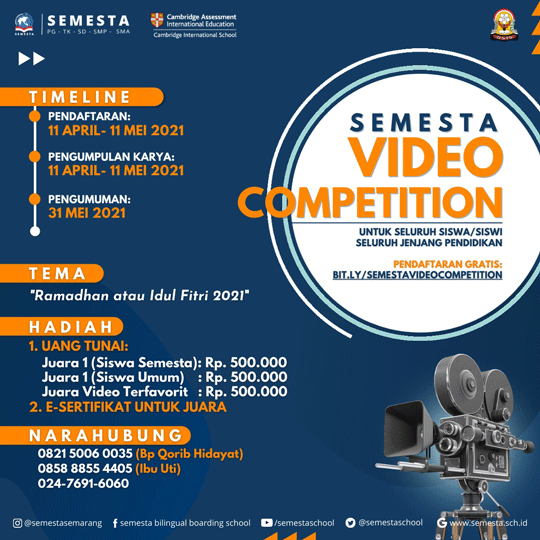 SEMESTA
PG - TK - SD - SMP - SMA
Cambridge Assessment
International Education
Cambridge International School
TIMELINE
PENDAFTARAN:
11 APRIL- 11 MEI 2021
PENGUMPULAN KARYA:
11 APRIL- 11 MEI 2021
PENGUMUMAN:
31 MEI 2021
SEMESTA
VIDEO
COMPETITION
UNTUK SELURUH SISWA/SISWI
SELURUH JENJANG PENDIDIKAN
PENDAFTARAN GRATIS:
BIT.LY/SEMESTAVIDEOCOMPETITION
TEMA
"Ramadhan atau Idul Fitri 2021"
HADIAH
1. UANG TUNAI:
Juara 1 (Siswa Semesta): Rp. 500.000
Juara 1 (Siswa Umum) : Rp. 500.000
Juara Video Terfavorit : Rp. 500.000
2. E-SERTIFIKAT UNTUK JUARA
NARAHUBUNG
0821 5006 0035 (Bp Qorib Hidayat)
0858 8855 4405 (Ibu Uti)
024-7691-6060
@semestasemarang semesta bilingual boarding school /semestaschool @semestaschool www.semesta.sch.id